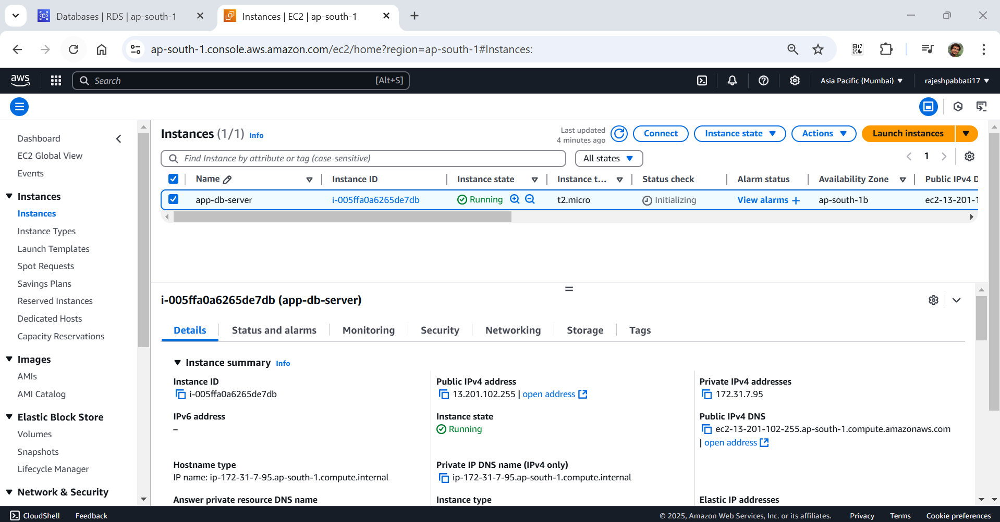 Databases | RDS | ap-south-1
Instances | EC2 | ap-south-1
ap-south-1.console.aws.amazon.com/ec2/home?region=ap-south-1#Instances:
aws
Search [Alt+S]
Asia Pacific (Mumbai)
rajeshpabbati17
Dashboard
EC2 Global View
Events
Instances
Instances
Instance Types
Launch Templates
Spot Requests
Savings Plans
Reserved Instances
Dedicated Hosts
Capacity Reservations
Images
AMIs
AMI Catalog
Elastic Block Store
Volumes
Snapshots
Lifecycle Manager
Network & Security
Instances (1/1) Info
Last updated
4 minutes ago
Connect
Instance state
Actions
Launch instances
Find Instance by attribute or tag (case-sensitive)
All states
1
Name Instance ID Instance state Instance t... Status check Alarm status Availability Zone Public IPv4 D
app-db-server i-005ffa0a6265de7db Running t2.micro Initializing View alarms + ap-south-1b ec2-13-201-1
i-005ffa0a6265de7db (app-db-server)
Details Status and alarms Monitoring Security Networking Storage Tags
Instance summary Info
Instance ID
i-005ffa0a6265de7db
Public IPv4 address
13.201.102.255 | open address
Private IPv4 addresses
172.31.7.95
IPv6 address
–
Instance state
Running
Public IPv4 DNS
ec2-13-201-102-255.ap-south-1.compute.amazonaws.com
| open address
Hostname type
IP name: ip-172-31-7-95.ap-south-1.compute.internal
Private IP DNS name (IPv4 only)
ip-172-31-7-95.ap-south-1.compute.internal
Answer private resource DNS name
Instance type
Elastic IP addresses
CloudShell Feedback
© 2025, Amazon Web Services, Inc. or its affiliates. Privacy Terms Cookie preferences